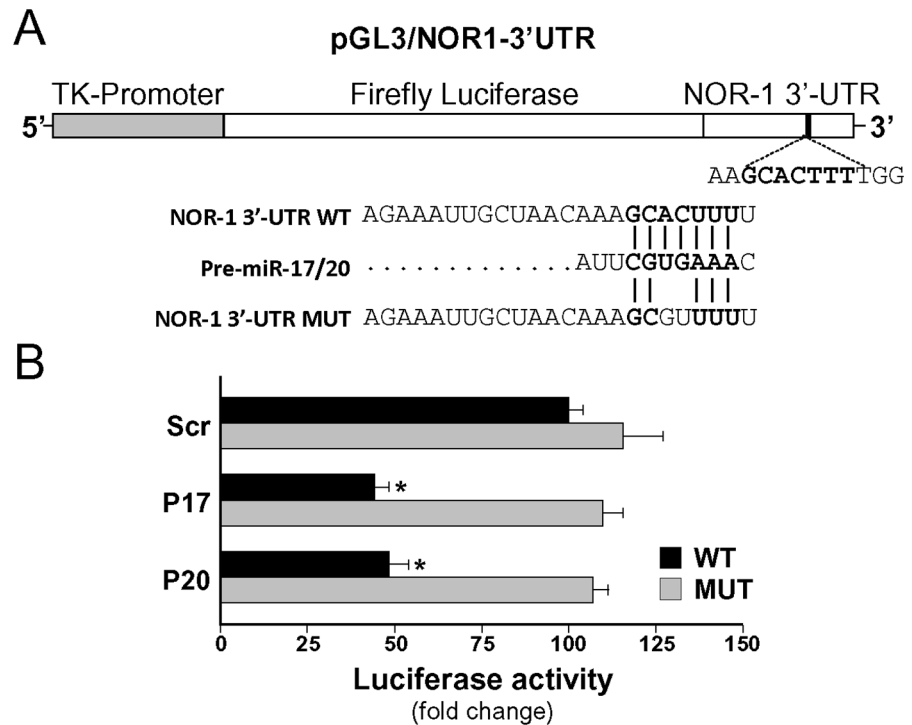 A
pGL3/NOR1-3’UTR
TK-Promoter Firefly Luciferase NOR-1 3’-UTR
5’ 3’
AAGCACTTTTGG
NOR-1 3’-UTR WT AGAAAUUGCUAACAAAGCACUUUU
Pre-miR-17/20 . . . . . . . . . . . . AUUCGUGAAAC
NOR-1 3’-UTR MUT AGAAAUUGCUAACAAAGCGUUUUU
B
Scr
P17 *
P20 *
WT
MUT
0 25 50 75 100 125 150
Luciferase activity
(fold change)